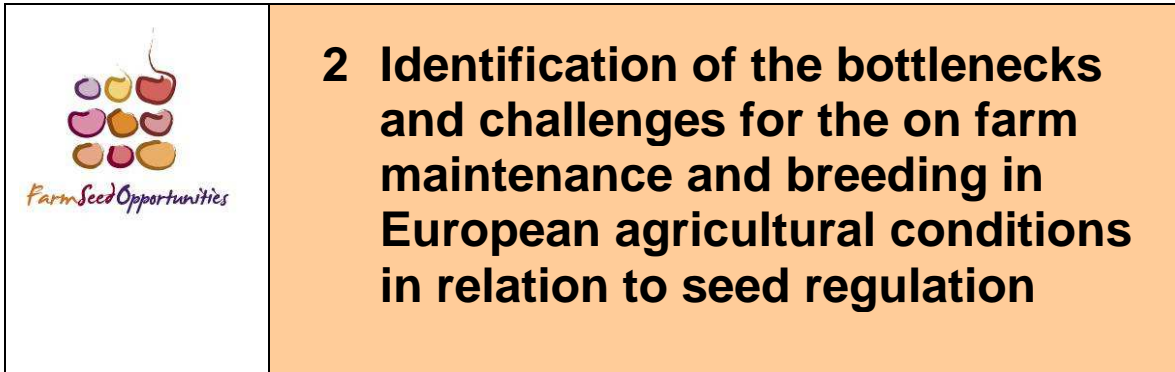 FarmSeedOpportunities
2 Identification of the bottlenecks
and challenges for the on farm
maintenance and breeding in
European agricultural conditions
in relation to seed regulation